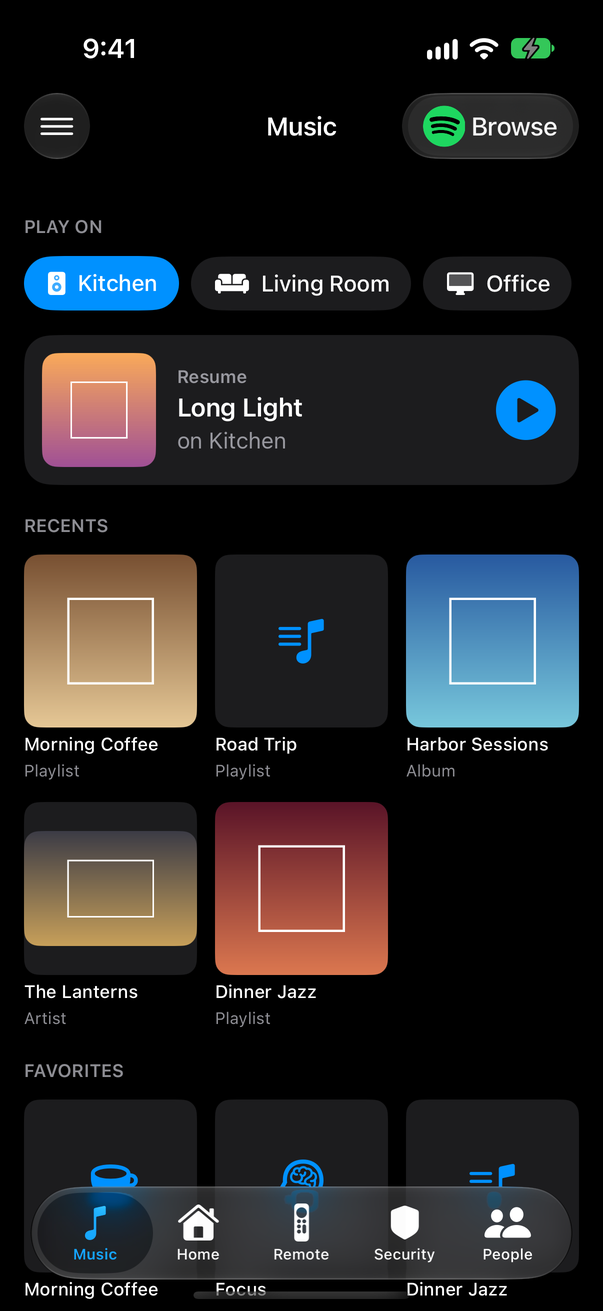 9:41
Music
Browse
PLAY ON
Kitchen
Living Room
Office
Resume
Long Light
on Kitchen
RECENTS
Morning Coffee
Playlist
Road Trip
Playlist
Harbor Sessions
Album
The Lanterns
Artist
Dinner Jazz
Playlist
FAVORITES
Music
Home
Remote
Security
People
Morning Coffee
Focus
Dinner Jazz